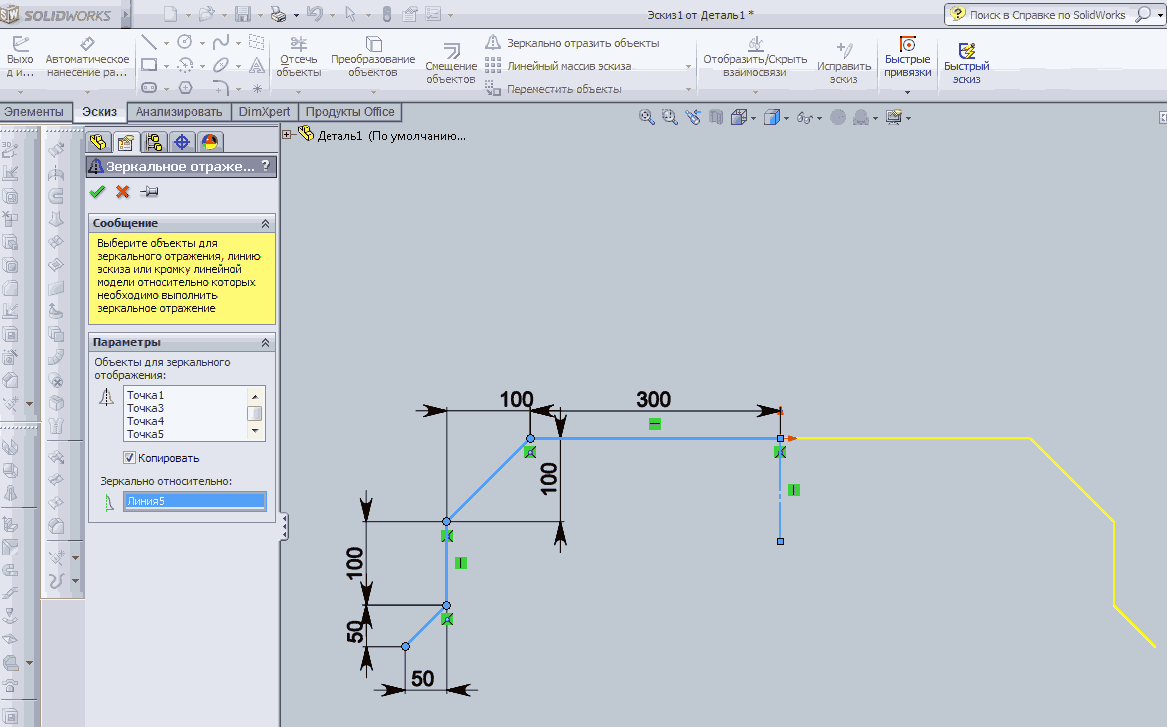 SOLIDWORKS
Эскиз1 от Деталь1 *
Поиск в Справке по SolidWorks
Выхо
д и...
Автоматическое
нанесение ра...
Отсечь
объекты
Преобразование
объектов
Смещение
объектов
Зеркально отразить объекты
Линейный массив эскиза
Переместить объекты
Отобразить/Скрыть
взаимосвязи
Исправить
эскиз
Быстрые
привязки
Быстрый
эскиз
Элементы
Эскиз
Анализировать
DimXpert
Продукты Office
Деталь1 (По умолчанию...
Зеркальное отраже... ?
Сообщение
Выберите объекты для
зеркального отражения, линию
эскиза или кромку линейной
модели относительно которых
необходимо выполнить
зеркальное отражение
Параметры
Объекты для зеркального
отображения:
Точка1
Точка3
Точка4
Точка5
Копировать
Зеркально относительно:
Линия5
100
300
100
100
50
50